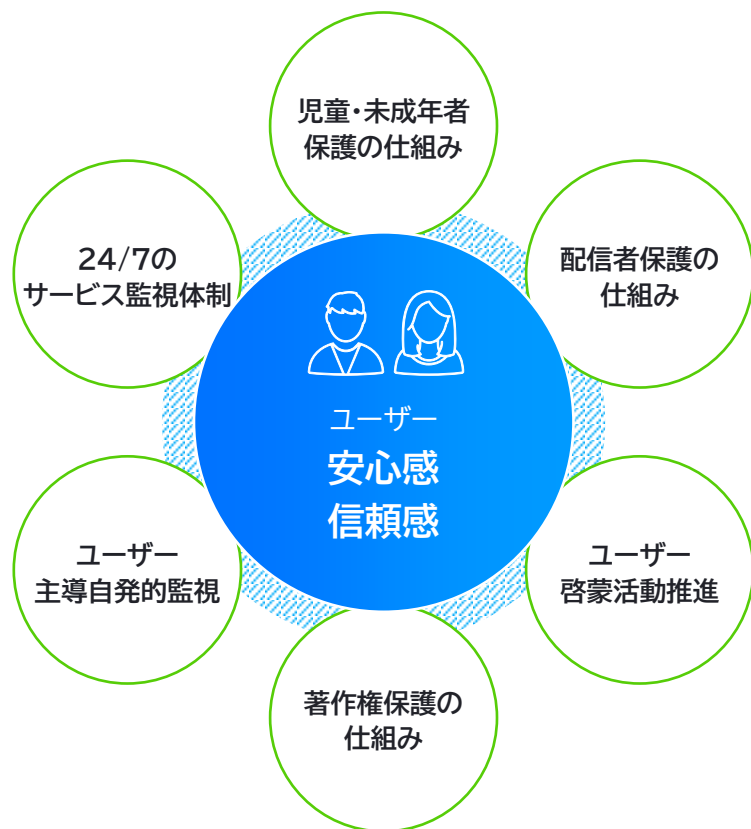 児童・未成年者
保護の仕組み
24/7の
サービス監視体制
配信者保護の
仕組み
ユーザー
安心感
信頼感
ユーザー
主導自発的監視
ユーザー
啓蒙活動推進
著作権保護の
仕組み